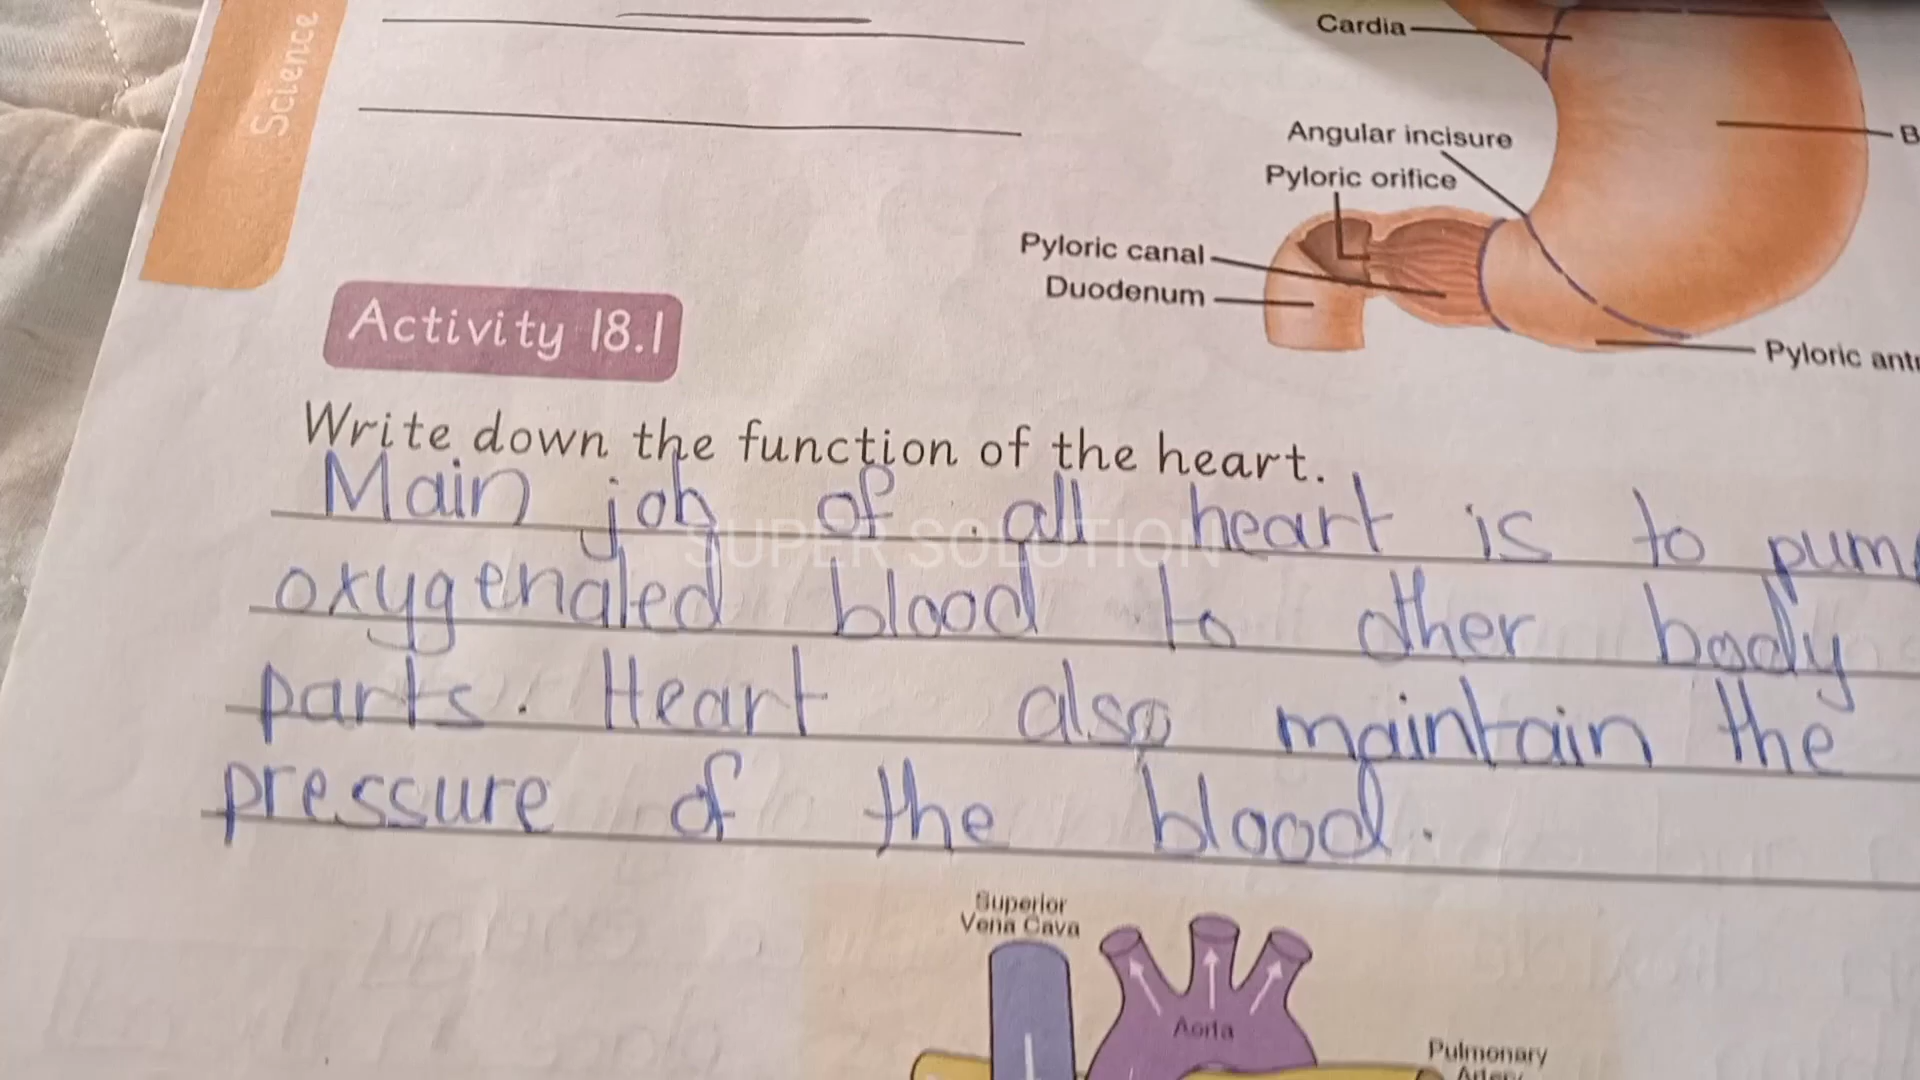 Science
Cardia
Angular incisure
Pyloric orifice
Pyloric canal
Duodenum
Pyloric
Activity 18.1
Write down the function of the heart.
Main job of all heart is to
SUPER SOLUTION
oxygenated blood to other body
parts. Heart also maintain the
pressure of the blood.
Superior
Vena Cava
Aorta
Pulmonary
Artery